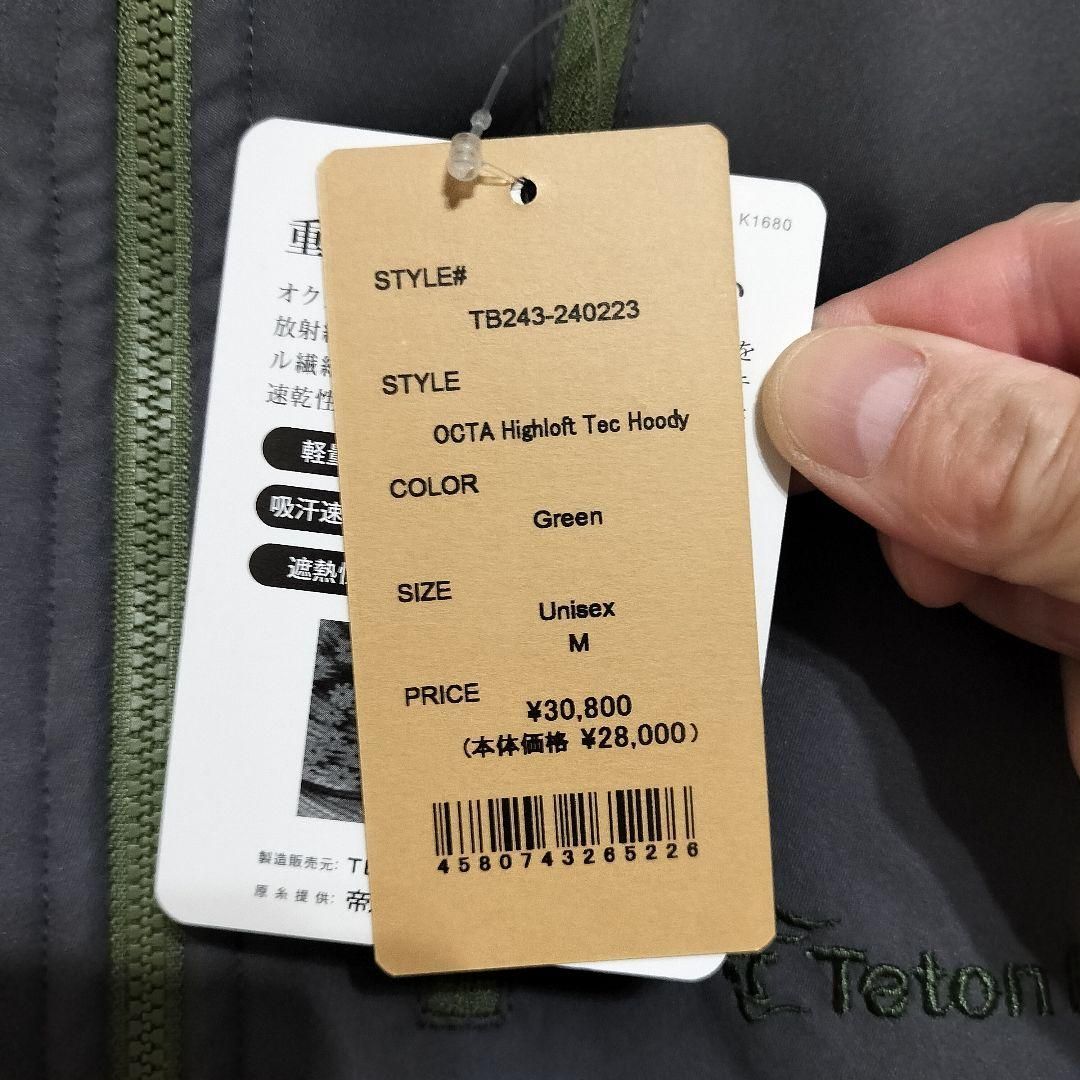 STYLE#
TB243-240223
STYLE
OCTA Highloft Tec Hoody
COLOR
Green
SIZE
Unisex
M
PRICE
¥30,800
(本体価格 ¥28,000)
4580743265226
K1680
重
オク
放射
ル繊維
速乾性
軽量
吸汗速
遮熱性
製造販売元:
原糸提供: 帝
Teton